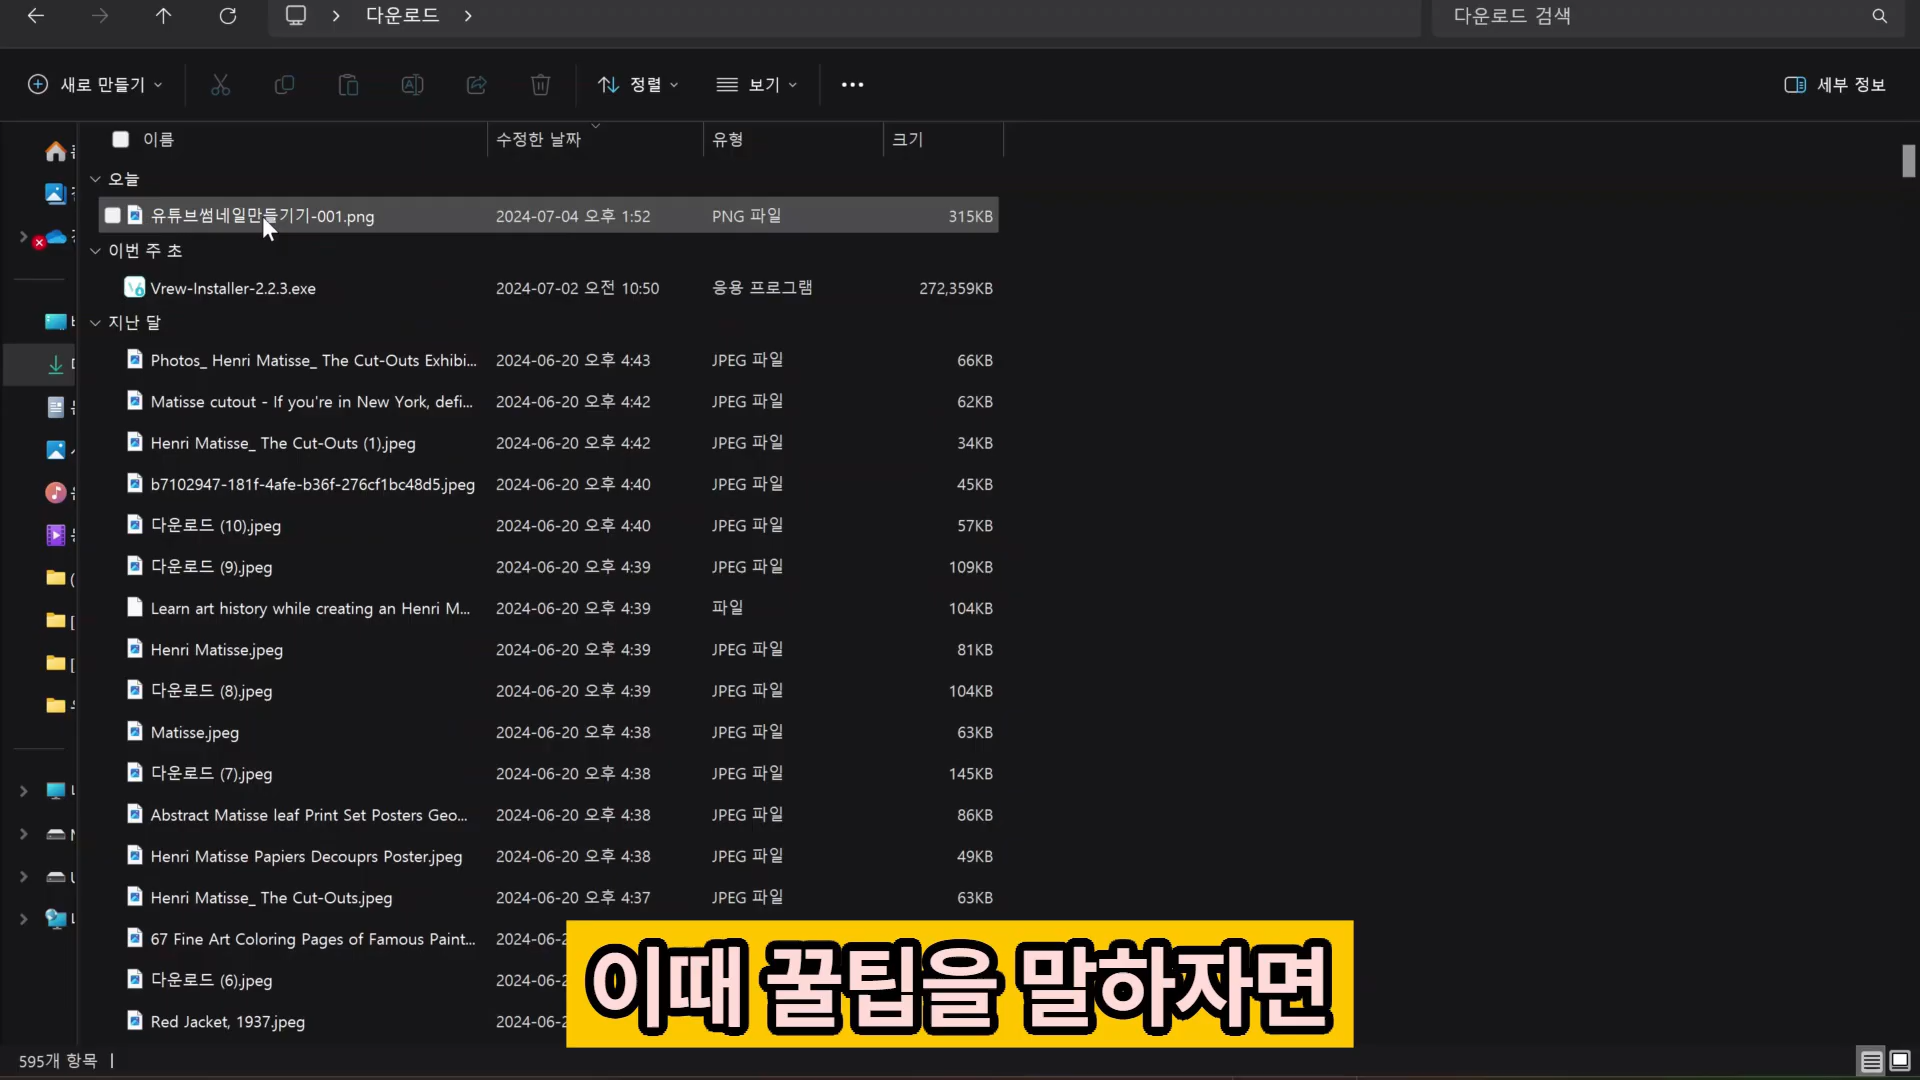 다운로드
다운로드 검색
새로 만들기
정렬
보기
세부 정보
이름 수정한 날짜 유형 크기
오늘
유튜브썸네일만들기기-001.png 2024-07-04 오후 1:52 PNG 파일 315KB
이번 주 초
Vrew-Installer-2.2.3.exe 2024-07-02 오전 10:50 응용 프로그램 272,359KB
지난 달
Photos_ Henri Matisse_ The Cut-Outs Exhibi... 2024-06-20 오후 4:43 JPEG 파일 66KB
Matisse cutout - If you're in New York, defi... 2024-06-20 오후 4:42 JPEG 파일 62KB
Henri Matisse_ The Cut-Outs (1).jpeg 2024-06-20 오후 4:42 JPEG 파일 34KB
b7102947-181f-4afe-b36f-276cf1bc48d5.jpeg 2024-06-20 오후 4:40 JPEG 파일 45KB
다운로드 (10).jpeg 2024-06-20 오후 4:40 JPEG 파일 57KB
다운로드 (9).jpeg 2024-06-20 오후 4:39 JPEG 파일 109KB
Learn art history while creating an Henri M... 2024-06-20 오후 4:39 파일 104KB
Henri Matisse.jpeg 2024-06-20 오후 4:39 JPEG 파일 81KB
다운로드 (8).jpeg 2024-06-20 오후 4:39 JPEG 파일 104KB
Matisse.jpeg 2024-06-20 오후 4:38 JPEG 파일 63KB
다운로드 (7).jpeg 2024-06-20 오후 4:38 JPEG 파일 145KB
Abstract Matisse leaf Print Set Posters Geo... 2024-06-20 오후 4:38 JPEG 파일 86KB
Henri Matisse Papiers Decouprs Poster.jpeg 2024-06-20 오후 4:38 JPEG 파일 49KB
Henri Matisse_ The Cut-Outs.jpeg 2024-06-20 오후 4:37 JPEG 파일 63KB
67 Fine Art Coloring Pages of Famous Paint... 2024-06-2
다운로드 (6).jpeg 2024-06-2
Red Jacket, 1937.jpeg 2024-06-2
이때 꿀팁을 말하자면
595개 항목